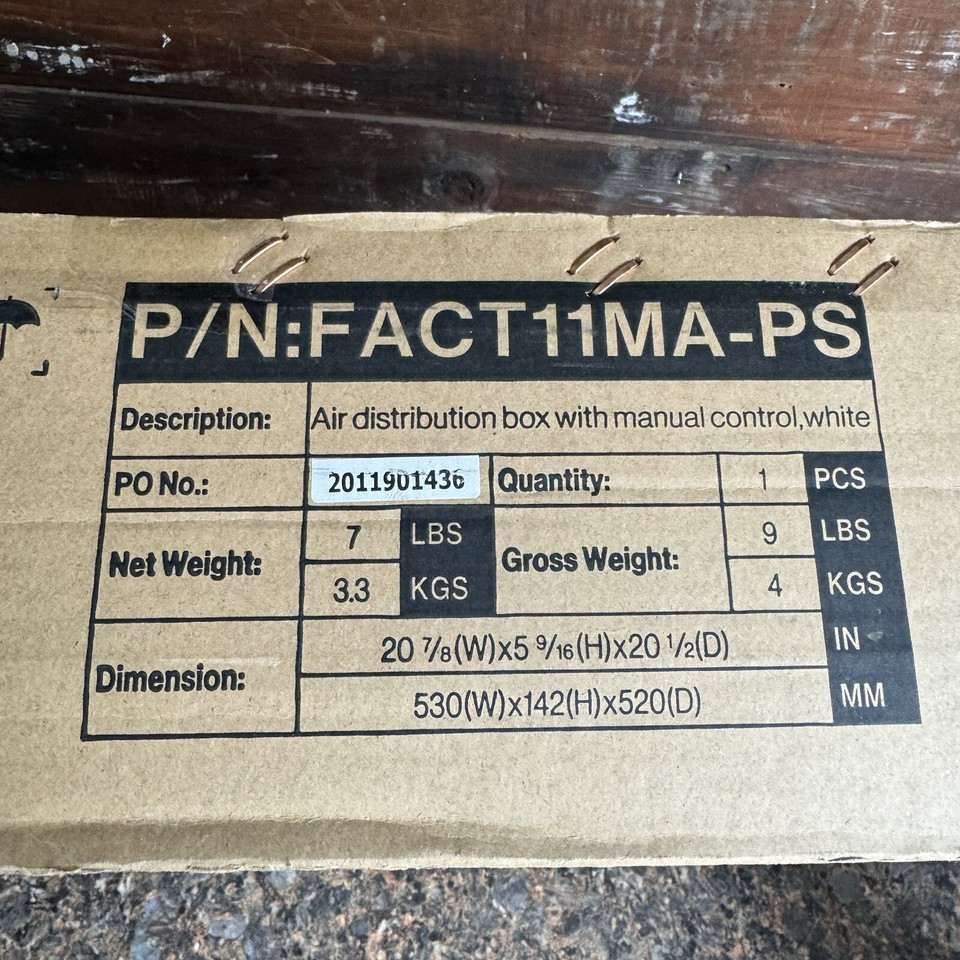 P/N:FACT11MA-PS
Description: Air distribution box with manual control,white
PO No.: 2011901436 Quantity: 1 PCS
Net Weight: 7 LBS Gross Weight: 9 LBS
3.3 KGS 4 KGS
Dimension: 20 7/8(W)x5 9/16(H)x20 1/2(D) IN
530(W)x142(H)x520(D) MM